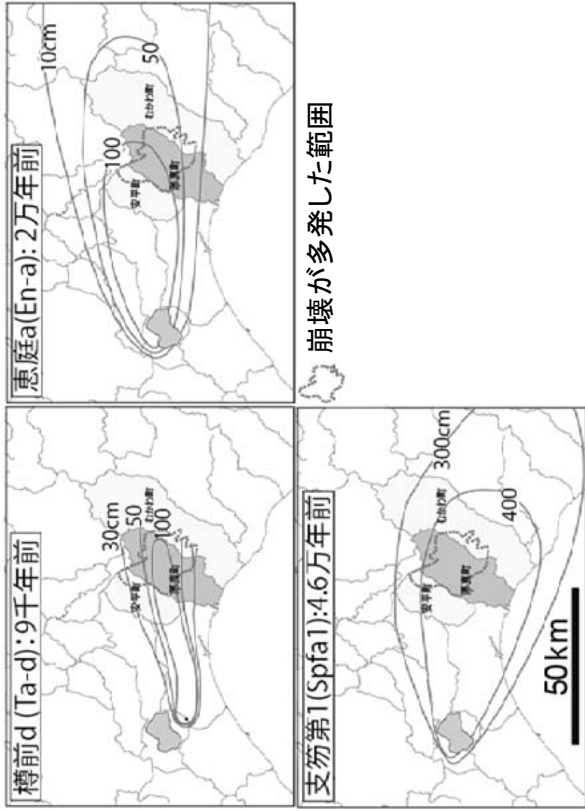 樽前d (Ta-d):9千年前
30cm
50
100
安平町
むかわ町
厚真町
恵庭a(En-a):2万年前
10cm
50
100
安平町
むかわ町
厚真町
支笏第1(Spfa1):4.6万年前
300cm
400
安平町
むかわ町
厚真町
50km
崩壊が多発した範囲